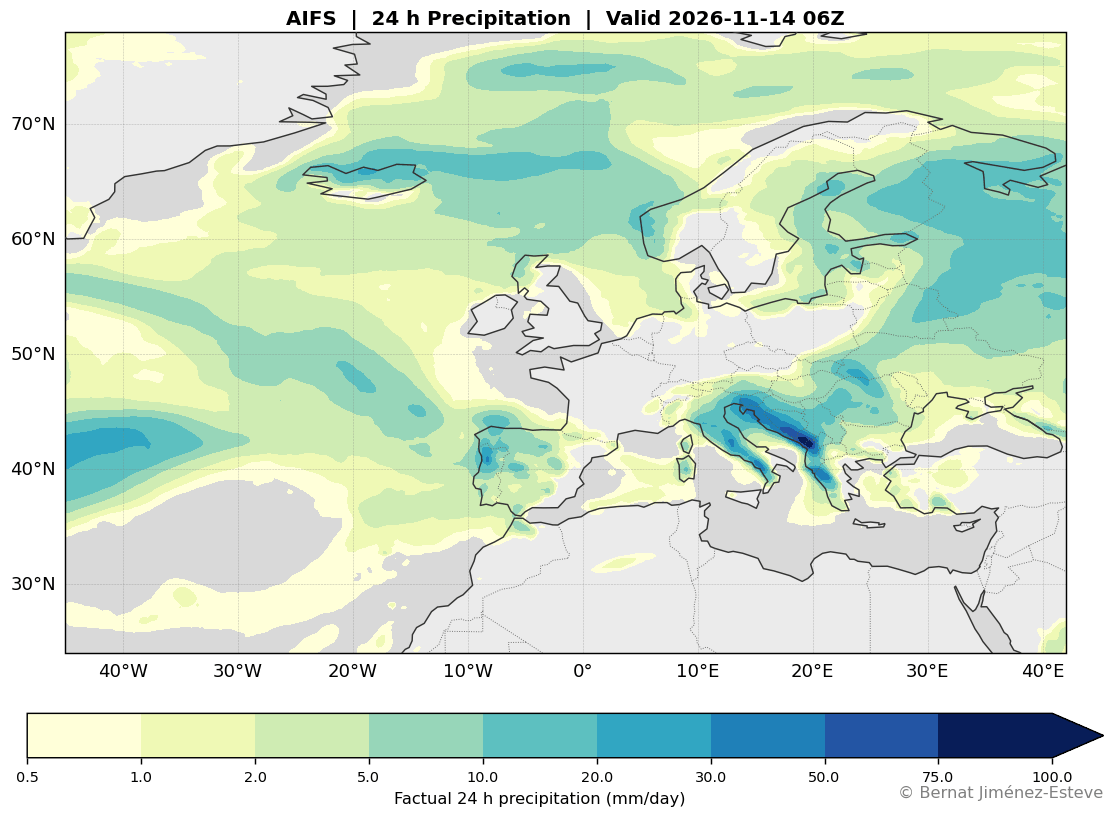 AIFS | 24 h Precipitation | Valid 2026-11-14 06Z
70°N
60°N
50°N
40°N
30°N
40°W 30°W 20°W 10°W 0° 10°E 20°E 30°E 40°E
0.5 1.0 2.0 5.0 10.0 20.0 30.0 50.0 75.0 100.0
Factual 24 h precipitation (mm/day)
© Bernat Jiménez-Esteve